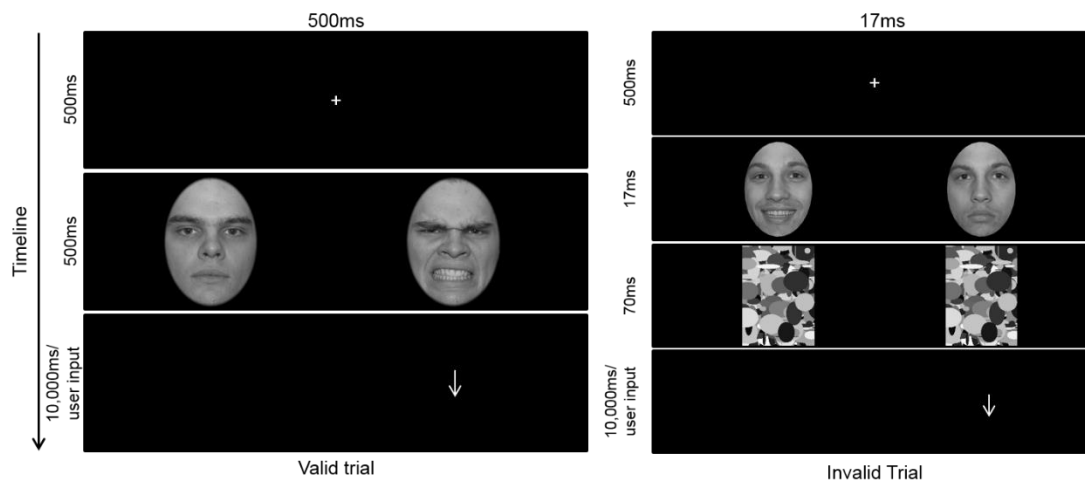 500ms
17ms
Timeline
500ms
500ms
10,000ms/
user input
500ms
17ms
70ms
10,000ms/
user input
Valid trial
Invalid Trial